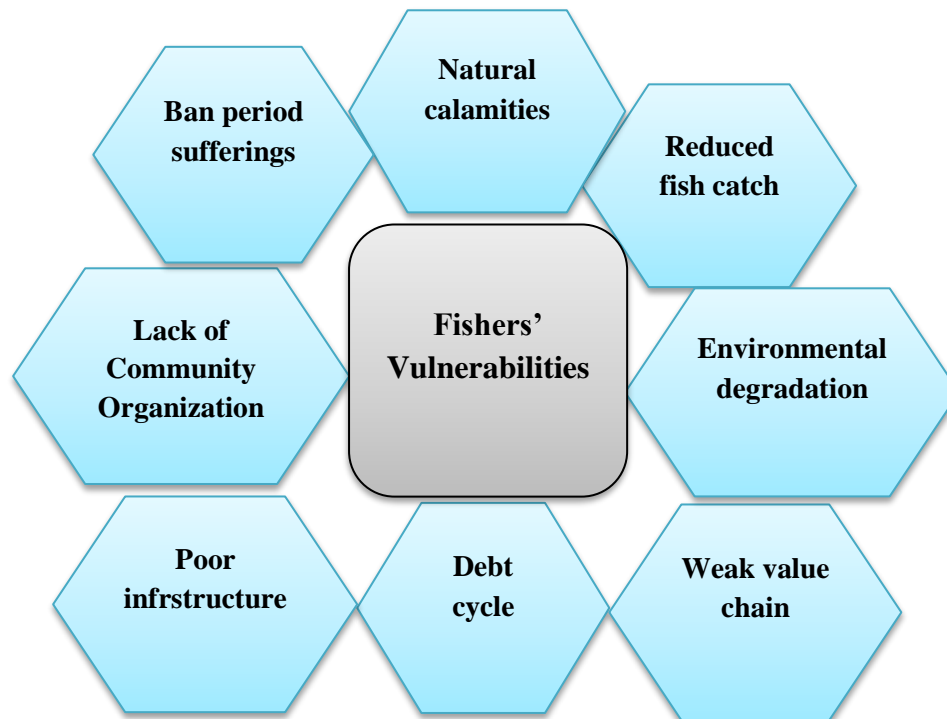 Ban period
sufferings
Natural
calamities
Reduced
fish catch
Fishers’
Vulnerabilities
Lack of
Community
Organization
Environmental
degradation
Poor
infrstructure
Debt
cycle
Weak value
chain